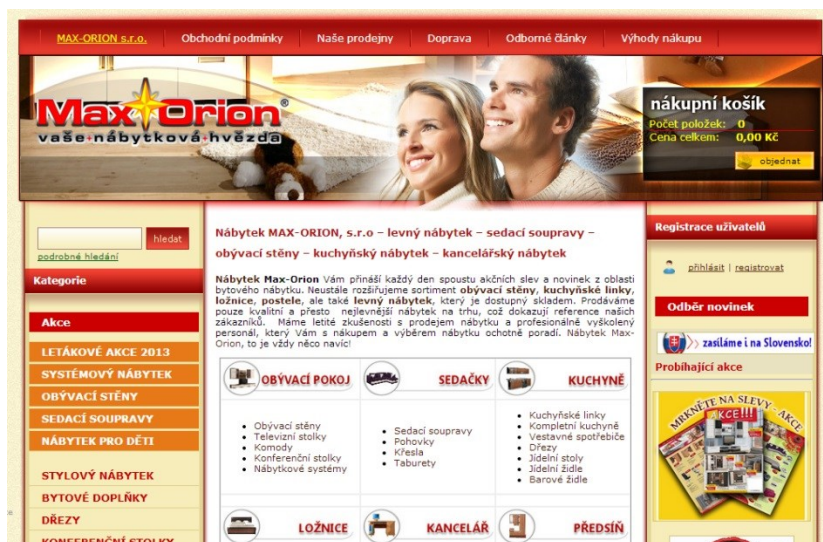 MAX-ORION s.r.o. Obchodní podmínky Naše prodejny Doprava Odborné články Výhody nákupu
Max Orion®
vaše nábytková hvězda
nákupní košík
Počet položek: 0
Cena celkem: 0,00 Kč
objednat
hledat
podrobné hledání
Kategorie
Akce
LETÁKOVÉ AKCE 2013
SYSTÉMOVÝ NÁBYTEK
OBÝVACÍ STĚNY
SEDACÍ SOUPRAVY
NÁBYTEK PRO DĚTI
STYLOVÝ NÁBYTEK
BYTOVÉ DOPLŇKY
DŘEZY
KONFERENČNÍ STOLKY
Nábytek MAX-ORION, s.r.o – levný nábytek – sedací soupravy –
obývací stěny – kuchyňský nábytek – kancelářský nábytek
Nábytek Max-Orion Vám přináší každý den spoustu akčních slev a novinek z oblasti
bytového nábytku. Neustále rozšiřujeme sortiment obývací stěny, kuchyňské linky,
ložnice, postele, ale také levný nábytek, který je dostupný skladem. Prodáváme
pouze kvalitní a přesto nejlevnější nábytek na trhu, což dokazují reference našich
zákazníků. Máme letité zkušenosti s prodejem nábytku a profesionálně vyškolený
personál, který Vám s nákupem a výběrem nábytku ochotně poradí. Nábytek Max-
Orion, to je vždy něco navíc!
OBÝVACÍ POKOJ
Obývací stěny
Televizní stolky
Komody
Konferenční stolky
Nábytkové systémy
SEDAČKY
Sedací soupravy
Pohovky
Křesla
Taburety
KUCHYNĚ
Kuchyňské linky
Kompletní kuchyně
Vestavné spotřebiče
Dřezy
Jídelní stoly
Jídelní židle
Barové židle
LOŽNICE
KANCELÁŘ
PŘEDSÍŇ
Registrace uživatelů
přihlásit | registrovat
Odběr novinek
zasíláme i na Slovensko!
Probíhající akce
MRKNĚTE NA SLEVY - AKCE
AKCE!!!